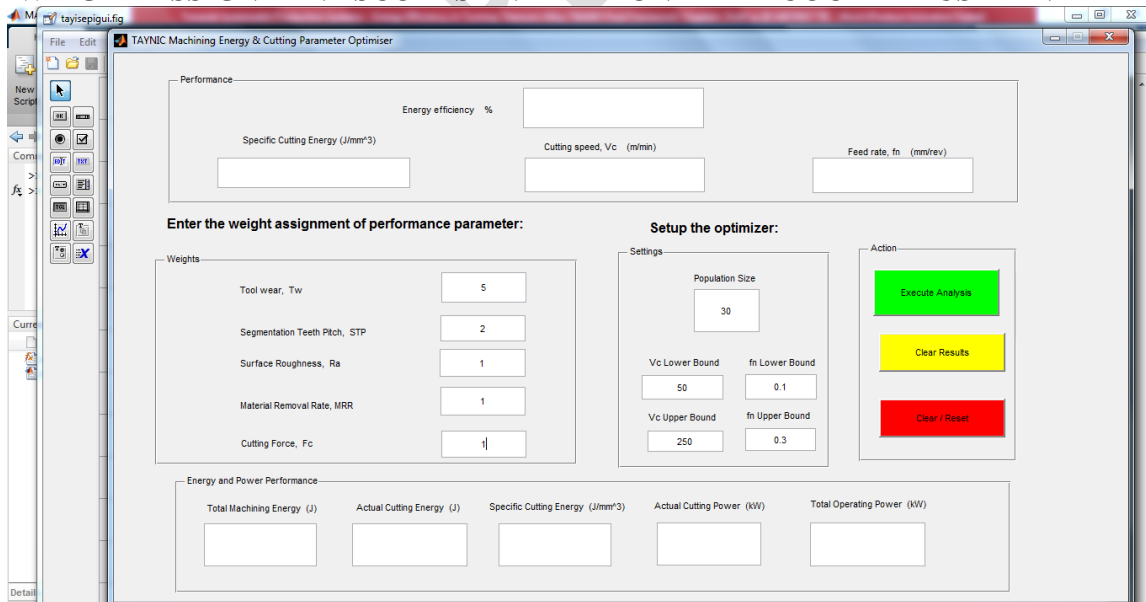 tayisepigui.fig
File Edit
TAYNIC Machining Energy & Cutting Parameter Optimiser
New
Script
Performance
Energy efficiency %
Specific Cutting Energy (J/mm^3)
Cutting speed, Vc (m/min)
Feed rate, fn (mm/rev)
Enter the weight assignment of performance parameter:
Setup the optimizer:
Weights
Tool wear, Tw 5
Segmentation Teeth Pitch, STP 2
Surface Roughness, Ra 1
Material Removal Rate, MRR 1
Cutting Force, Fc 1
Settings
Population Size
30
Vc Lower Bound fn Lower Bound
50 0.1
Vc Upper Bound fn Upper Bound
250 0.3
Action
Execute Analysis
Clear Results
Clear / Reset
Energy and Power Performance
Total Machining Energy (J) Actual Cutting Energy (J) Specific Cutting Energy (J/mm^3) Actual Cutting Power (kW) Total Operating Power (kW)
Detail